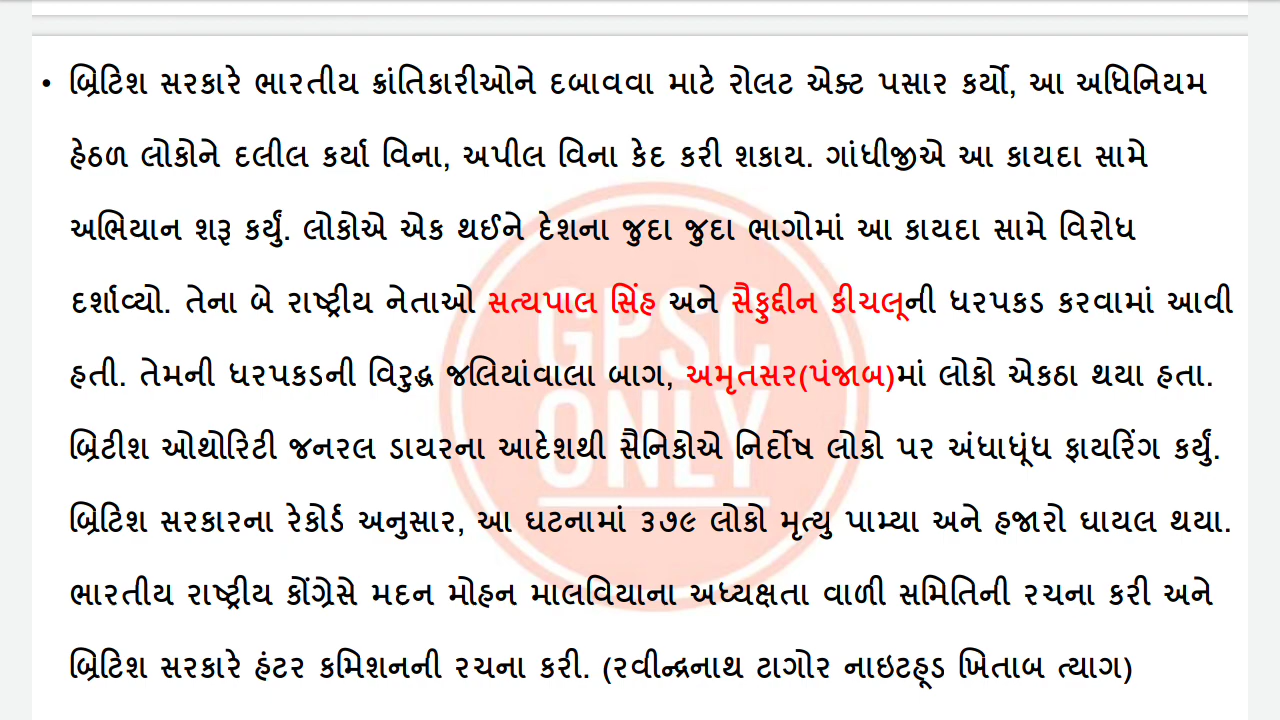 • બ્રિટિશ સરકારે ભારતીય ક્રાંતિકારીઓને દબાવવા માટે રોલટ એક્ટ પસાર કર્યો, આ અધિનિયમ
હેઠળ લોકોને દલીલ કર્યા વિના, અપીલ વિના કેદ કરી શકાય. ગાંધીજીએ આ કાયદા સામે
અભિયાન શરૂ કર્યું. લોકોએ એક થઈને દેશના જુદા જુદા ભાગોમાં આ કાયદા સામે વિરોધ
દર્શાવ્યો. તેના બે રાષ્ટ્રીય નેતાઓ સત્યપાલ સિંહ અને સૈફુદ્દીન કીચલૂની ધરપકડ કરવામાં આવી
હતી. તેમની ધરપકડની વિરુદ્ધ જલિયાંવાલા બાગ, અમૃતસર(પંજાબ)માં લોકો એકઠા થયા હતા.
બ્રિટીશ ઓથોરિટી જનરલ ડાયરના આદેશથી સૈનિકોએ નિર્દોષ લોકો પર અંધાધૂંધ ફાયરિંગ કર્યું.
બ્રિટિશ સરકારના રેકોર્ડ અનુસાર, આ ઘટનામાં ૩૭૯ લોકો મૃત્યુ પામ્યા અને હજારો ઘાયલ થયા.
ભારતીય રાષ્ટ્રીય કોંગ્રેસે મદન મોહન માલવિયાના અધ્યક્ષતા વાળી સમિતિની રચના કરી અને
બ્રિટિશ સરકારે હંટર કમિશનની રચના કરી. (રવીન્દ્રનાથ ટાગોર નાઇટહૂડ ખિતાબ ત્યાગ)
GPSC
ONLY